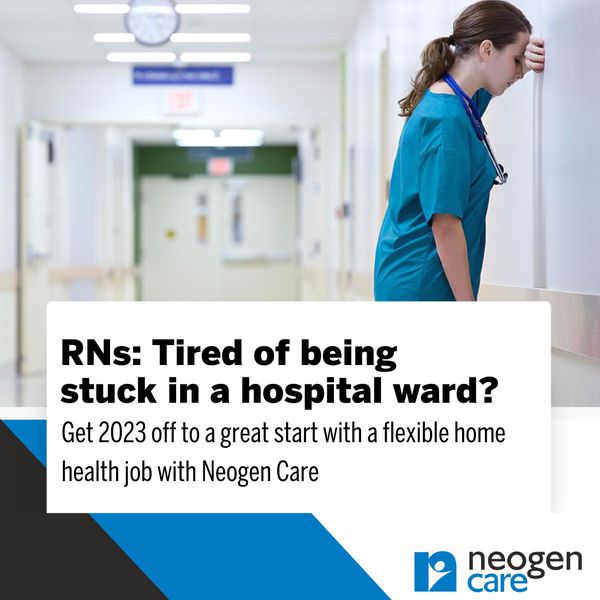 RNs: Tired of being
stuck in a hospital ward?
Get 2023 off to a great start with a flexible home
health job with Neogen Care
neogen
care